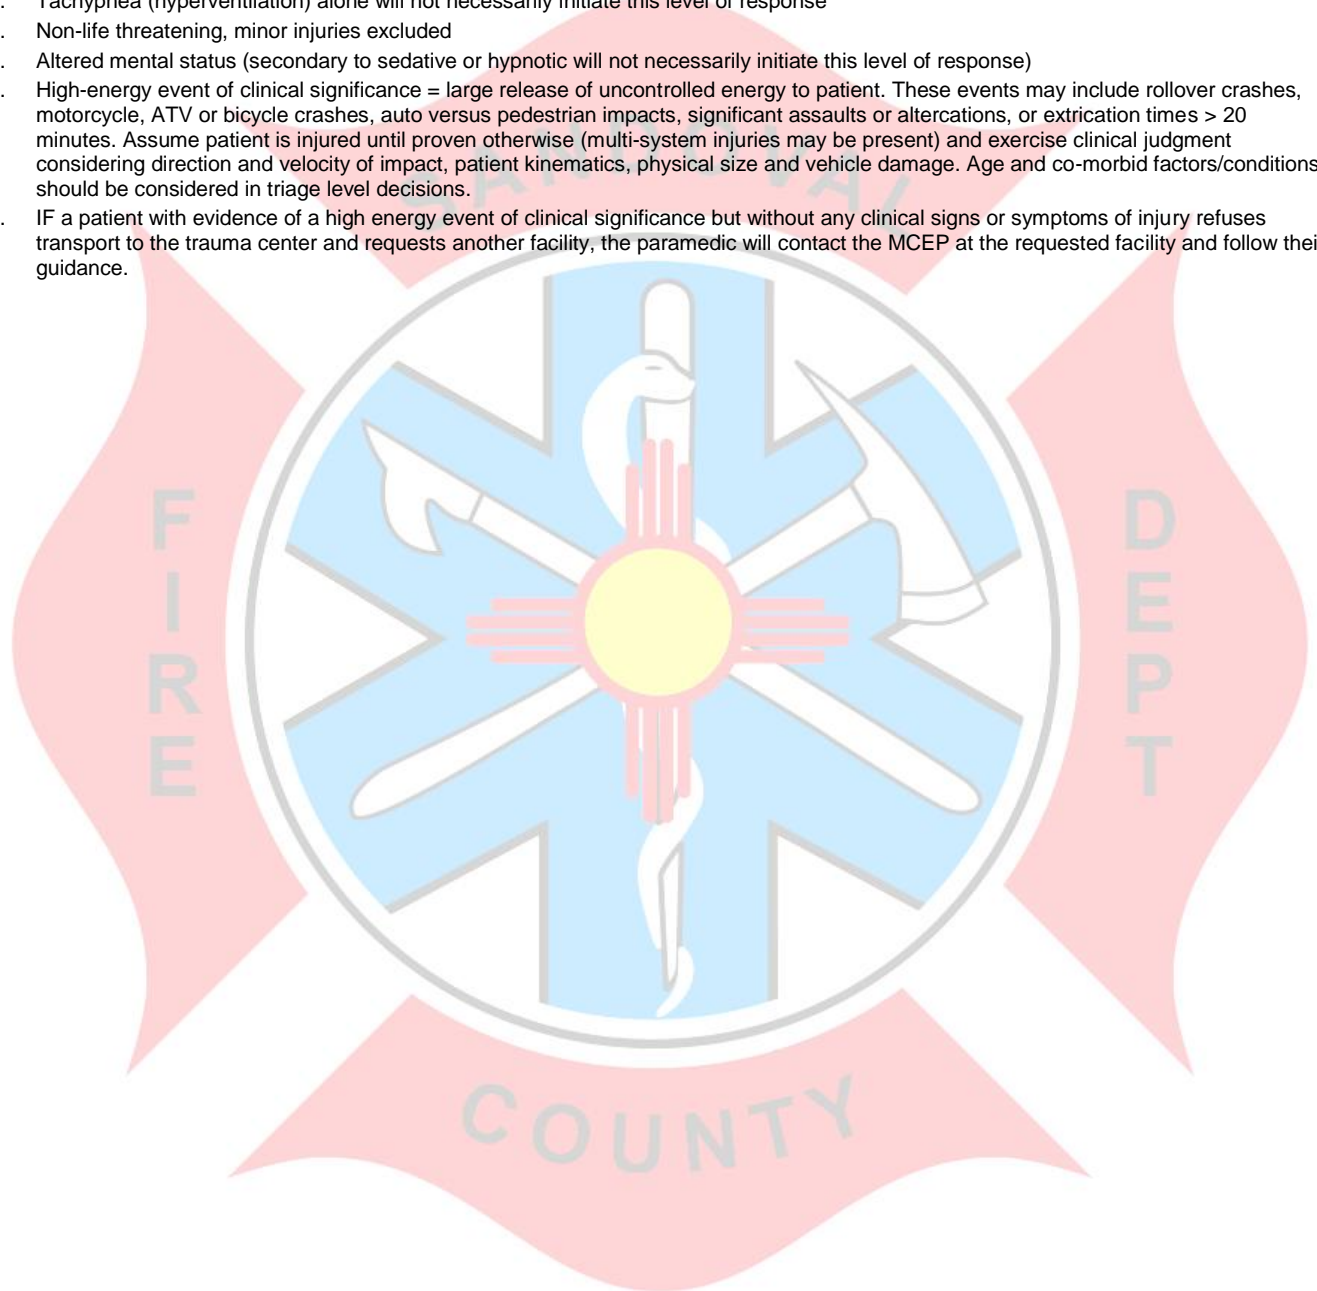 . Tachypnea (hyperventilation) alone will not necessarily initiate this level of response
. Non-life threatening, minor injuries excluded
. Altered mental status (secondary to sedative or hypnotic will not necessarily initiate this level of response)
. High-energy event of clinical significance = large release of uncontrolled energy to patient. These events may include rollover crashes,
motorcycle, ATV or bicycle crashes, auto versus pedestrian impacts, significant assaults or altercations, or extrication times > 20
minutes. Assume patient is injured until proven otherwise (multi-system injuries may be present) and exercise clinical judgment
considering direction and velocity of impact, patient kinematics, physical size and vehicle damage. Age and co-morbid factors/conditions
should be considered in triage level decisions.
. IF a patient with evidence of a high energy event of clinical significance but without any clinical signs or symptoms of injury refuses
transport to the trauma center and requests another facility, the paramedic will contact the MCEP at the requested facility and follow thei
guidance.
SANDOVAL
FIRE
DEPT
COUNTY